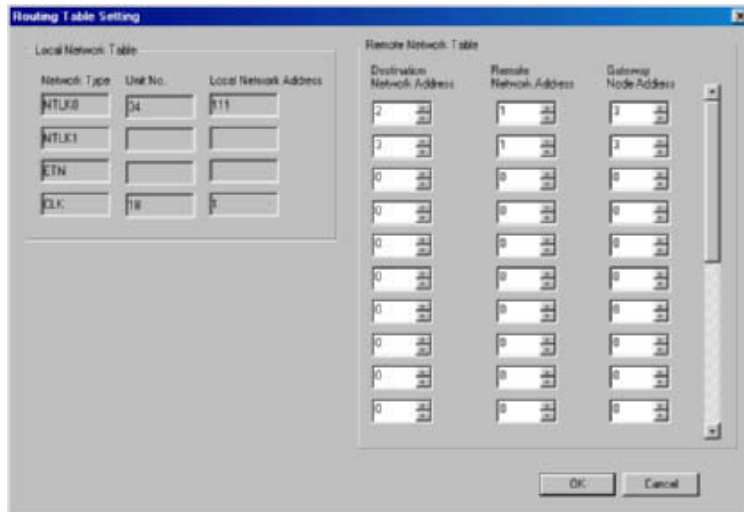 Routing Table Setting
Local Network Table
Network Type Unit No. Local Network Address
NTLK0 34 111
NTLK1
ETN
CLK 18 1
Remote Network Table
Destination Network Address Remote Network Address Gateway Node Address
2 1 3
3 1 3
0 0 0
0 0 0
0 0 0
0 0 0
0 0 0
0 0 0
0 0 0
0 0 0
OK Cancel